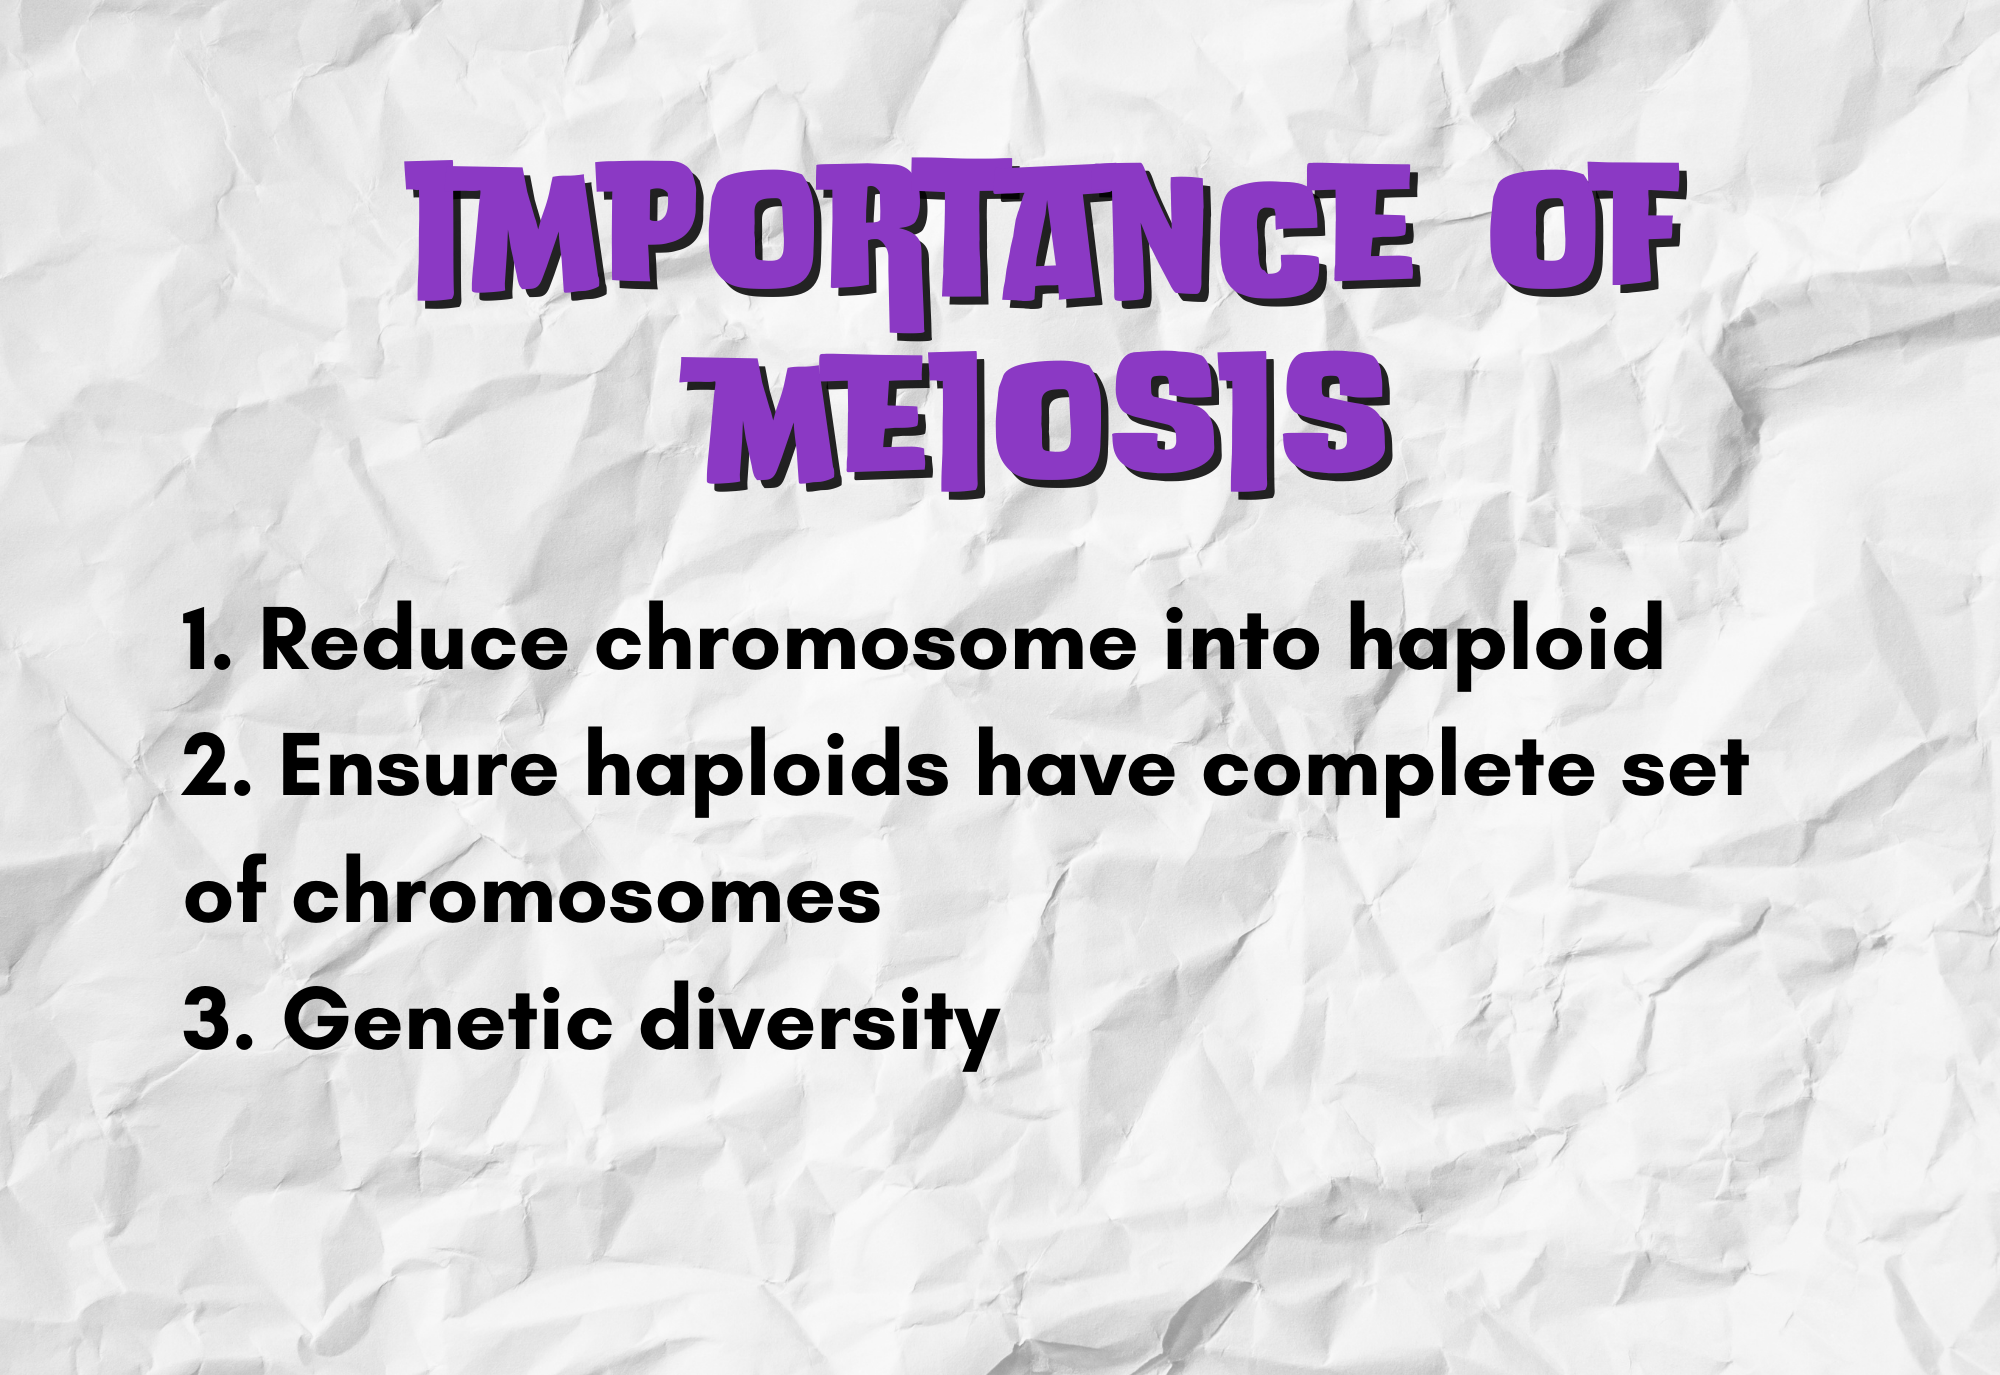 IMPORTANCE OF
MEIOSIS
1. Reduce chromosome into haploid
2. Ensure haploids have complete set
of chromosomes
3. Genetic diversity